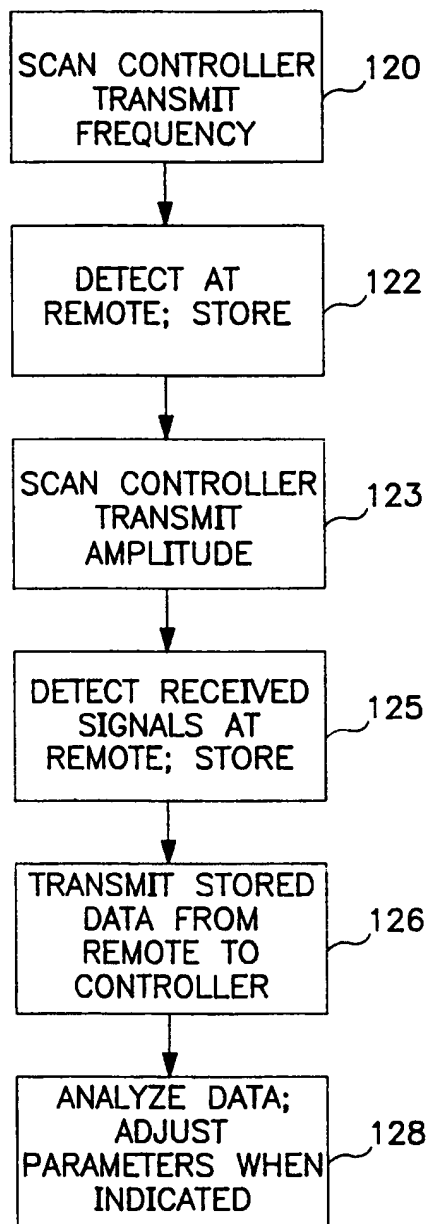 SCAN CONTROLLER
TRANSMIT
FREQUENCY
120
DETECT AT
REMOTE; STORE
122
SCAN CONTROLLER
TRANSMIT
AMPLITUDE
123
DETECT RECEIVED
SIGNALS AT
REMOTE; STORE
125
TRANSMIT STORED
DATA FROM
REMOTE TO
CONTROLLER
126
ANALYZE DATA;
ADJUST
PARAMETERS WHEN
INDICATED
128